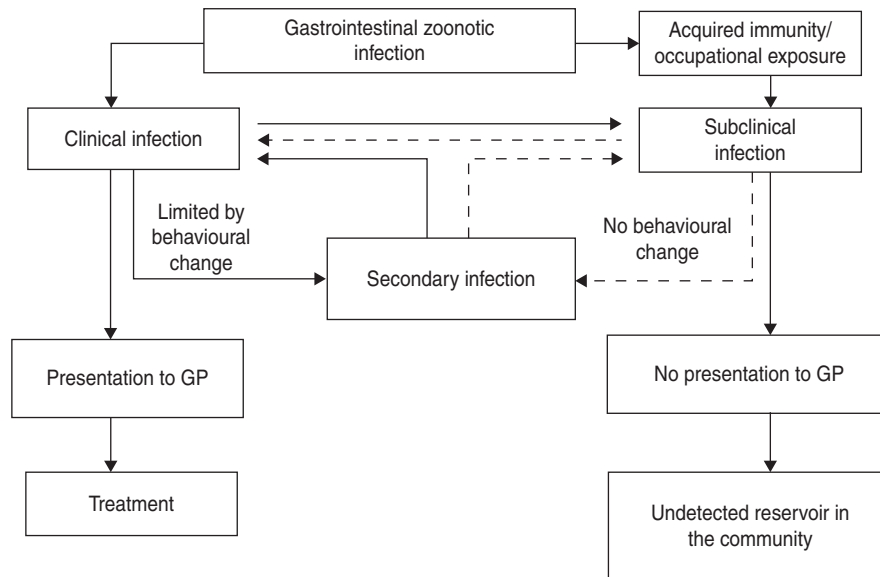 Gastrointestinal zoonotic
infection
Acquired immunity/
occupational exposure
Clinical infection
Subclinical
infection
Limited by
behavioural
change
No behavioural
change
Secondary infection
Presentation to GP
No presentation to GP
Treatment
Undetected reservoir in
the community